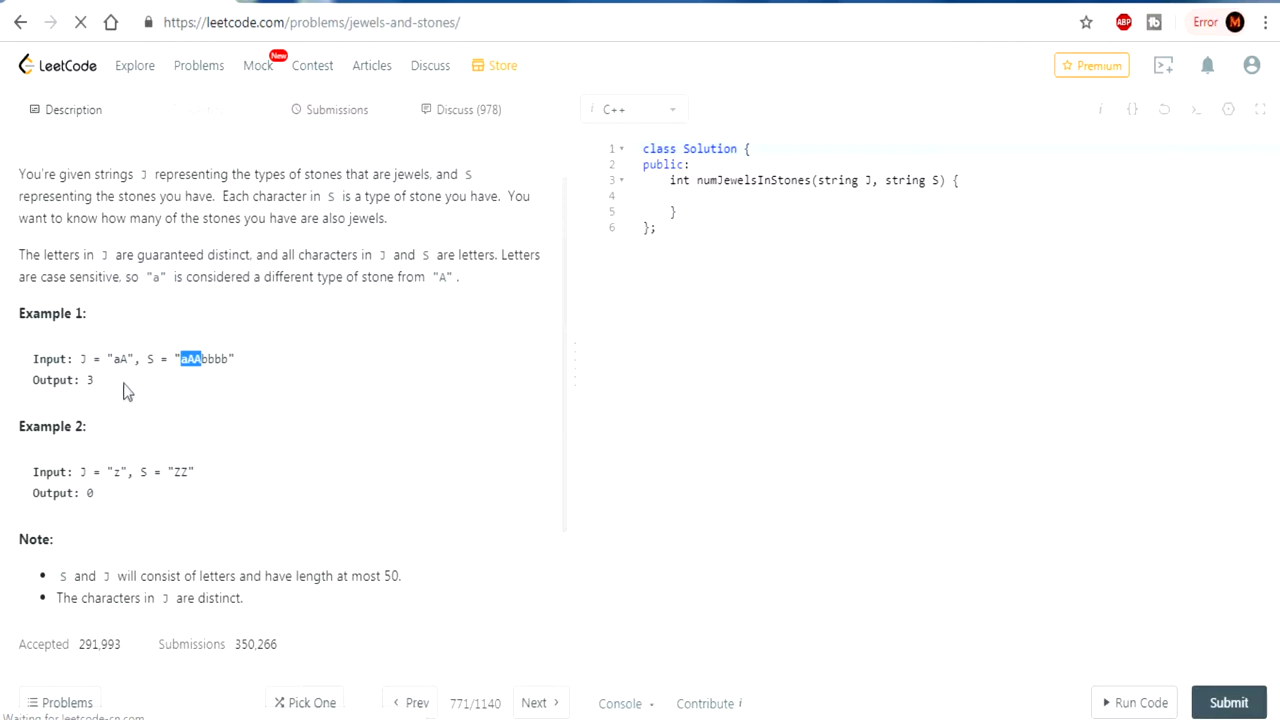 https://leetcode.com/problems/jewels-and-stones/
ABP
Error M
LeetCode Explore Problems Mock New Contest Articles Discuss Store
Premium
Description Submissions Discuss (978)
i C++
i {}
You're given strings J representing the types of stones that are jewels, and S
representing the stones you have. Each character in S is a type of stone you have. You
want to know how many of the stones you have are also jewels.
The letters in J are guaranteed distinct, and all characters in J and S are letters. Letters
are case sensitive, so "a" is considered a different type of stone from "A".
Example 1:
Input: J = "aA", S = "aAAbbbb"
Output: 3
Example 2:
Input: J = "z", S = "ZZ"
Output: 0
Note:
• S and J will consist of letters and have length at most 50.
• The characters in J are distinct.
Accepted 291,993 Submissions 350,266
1 class Solution {
2 public:
3 int numJewelsInStones(string J, string S) {
4
5 }
6 };
Problems Pick One Prev 771/1140 Next Console Contribute i Run Code Submit
Waiting for leetcode-cn.com